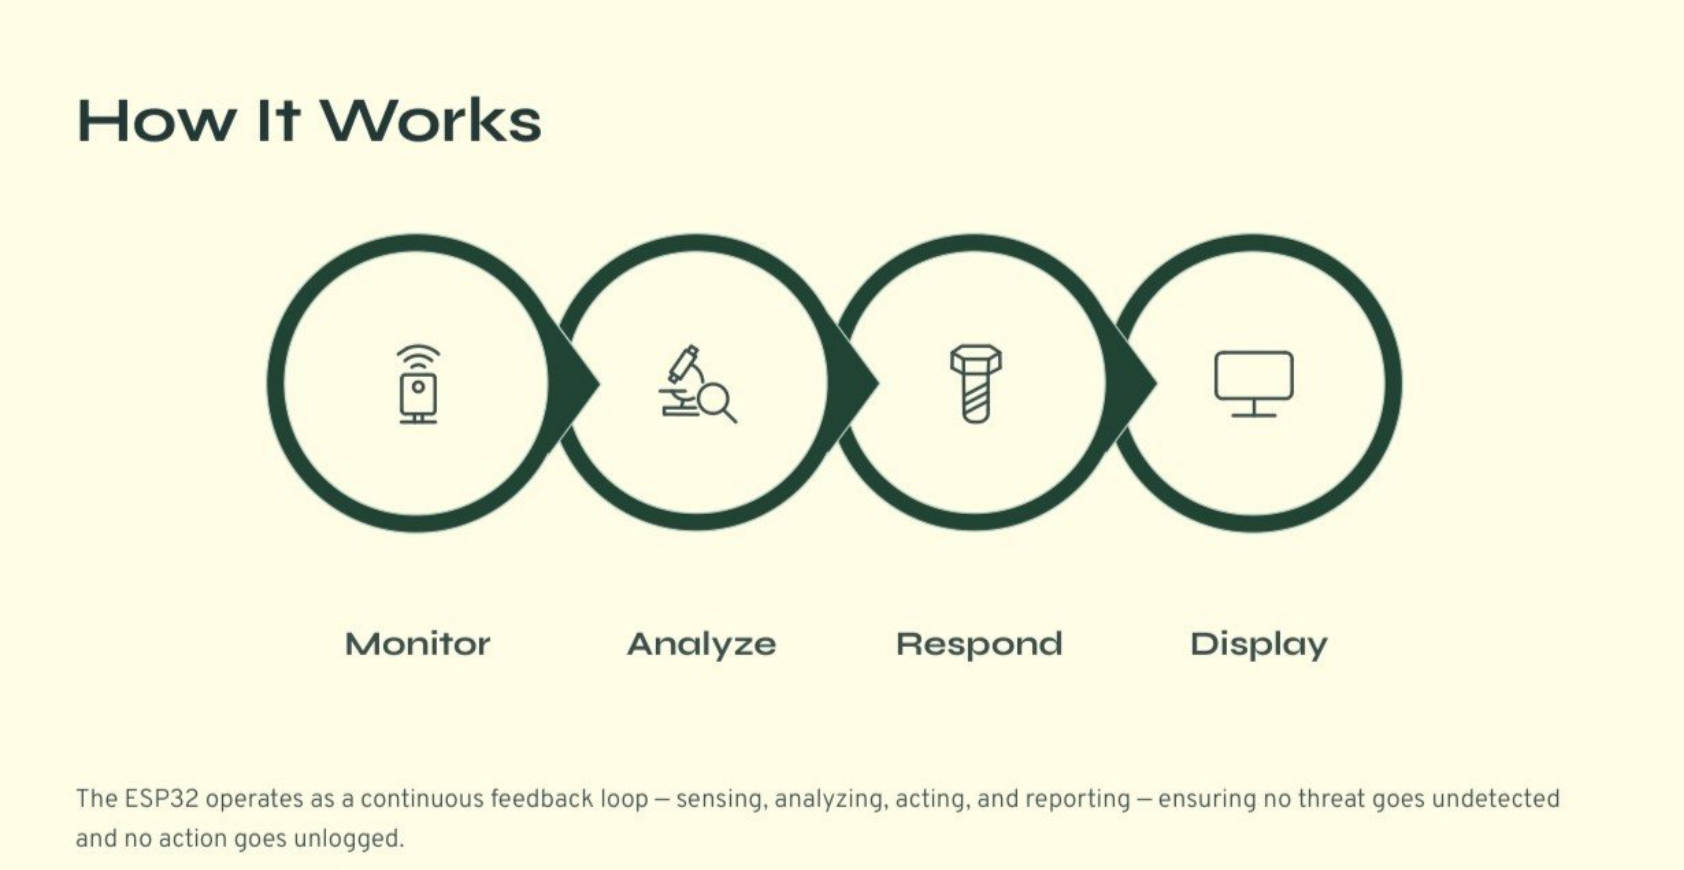 How It Works
Monitor
Analyze
Respond
Display
The ESP32 operates as a continuous feedback loop – sensing, analyzing, acting, and reporting – ensuring no threat goes undetected
and no action goes unlogged.